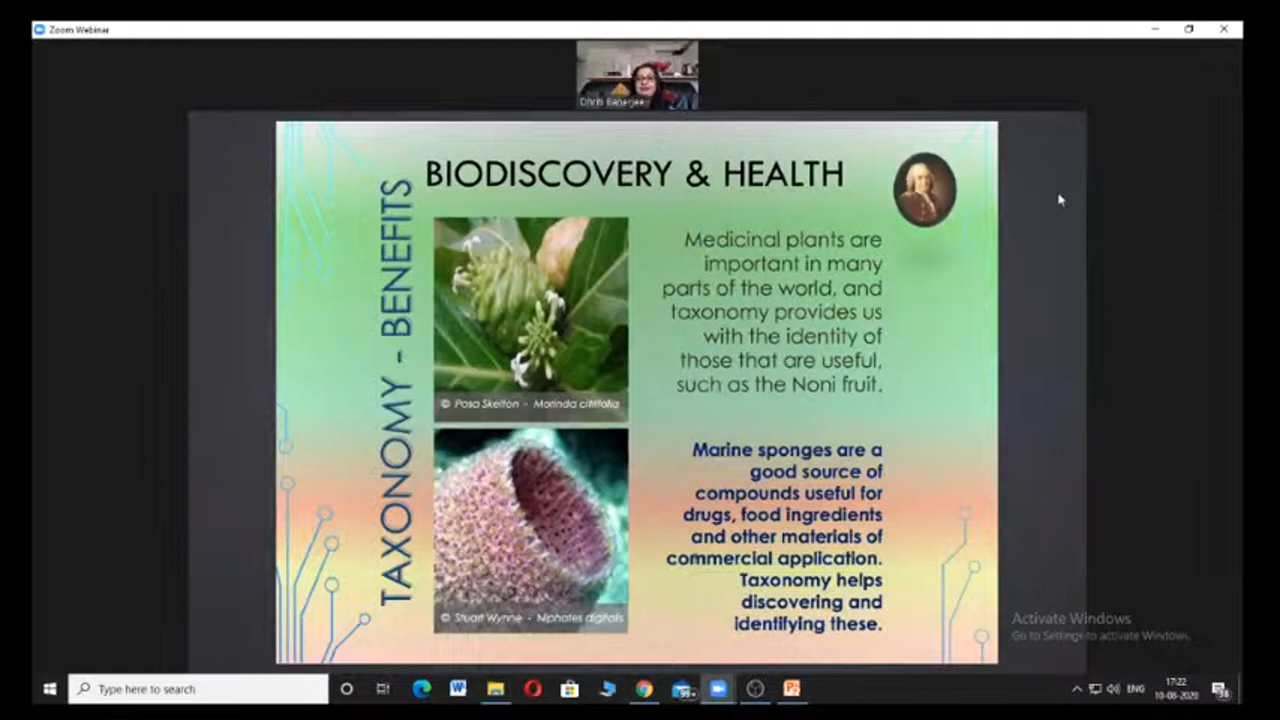 Zoom Webinar
Banerjee
BIODISCOVERY & HEALTH
TAXONOMY - BENEFITS
Medicinal plants are
important in many
parts of the world, and
taxonomy provides us
with the identity of
those that are useful,
such as the Noni fruit.
© Posa Skelton - Morinda citrifolia
Marine sponges are a
good source of
compounds useful for
drugs, food ingredients
and other materials of
commercial application.
Taxonomy helps
discovering and
identifying these.
© Stuart Wynne - Niphates digitalis
Activate Windows
Go to Settings to activate Windows.
Type here to search
99+
ENG
17:22
10-08-2020